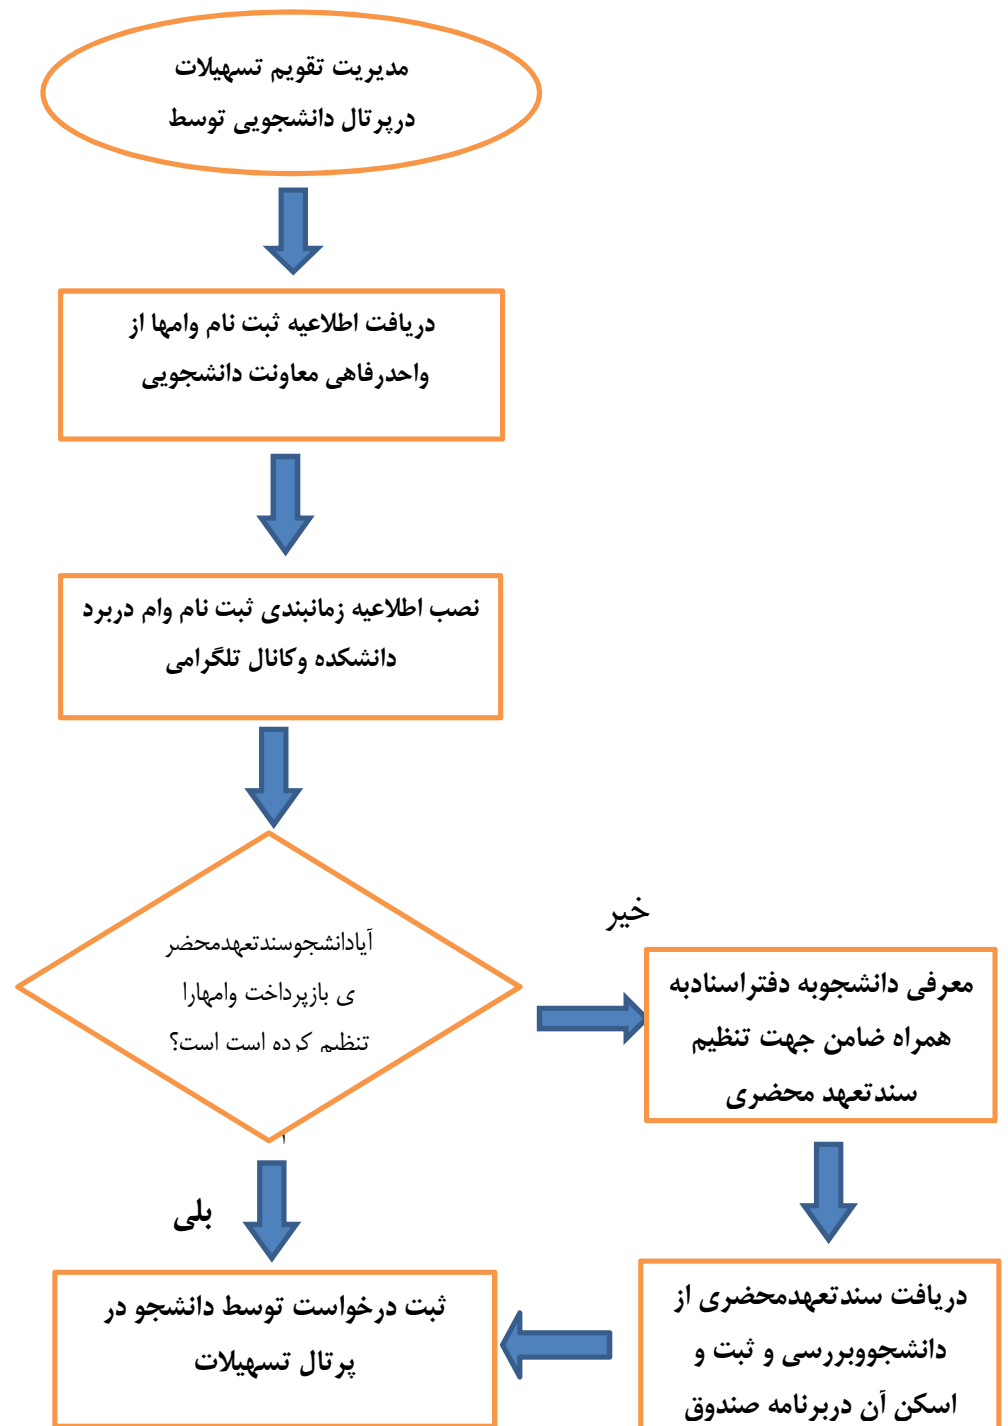 مدیریت تقویم تسهیلات
درپرتال دانشجویی توسط
دریافت اطلاعیه ثبت نام وامها از
واحدرفاهی معاونت دانشجویی
نصب اطلاعیه زمانبندی ثبت نام وام دربرد
دانشکده وکانال تلگرامی
آیادانشجوسندتعهدمحضر
ی بازپرداخت وامهارا
تنظیم کرده است است؟
خیر
معرفی دانشجوبه دفتراسنادبه
همراه ضامن جهت تنظیم
سندتعهد محضری
بلی
دریافت سندتعهدمحضری از
دانشجووبررسی و ثبت و
اسکن آن دربرنامه صندوق
ثبت درخواست توسط دانشجو در
پرتال تسهیلات